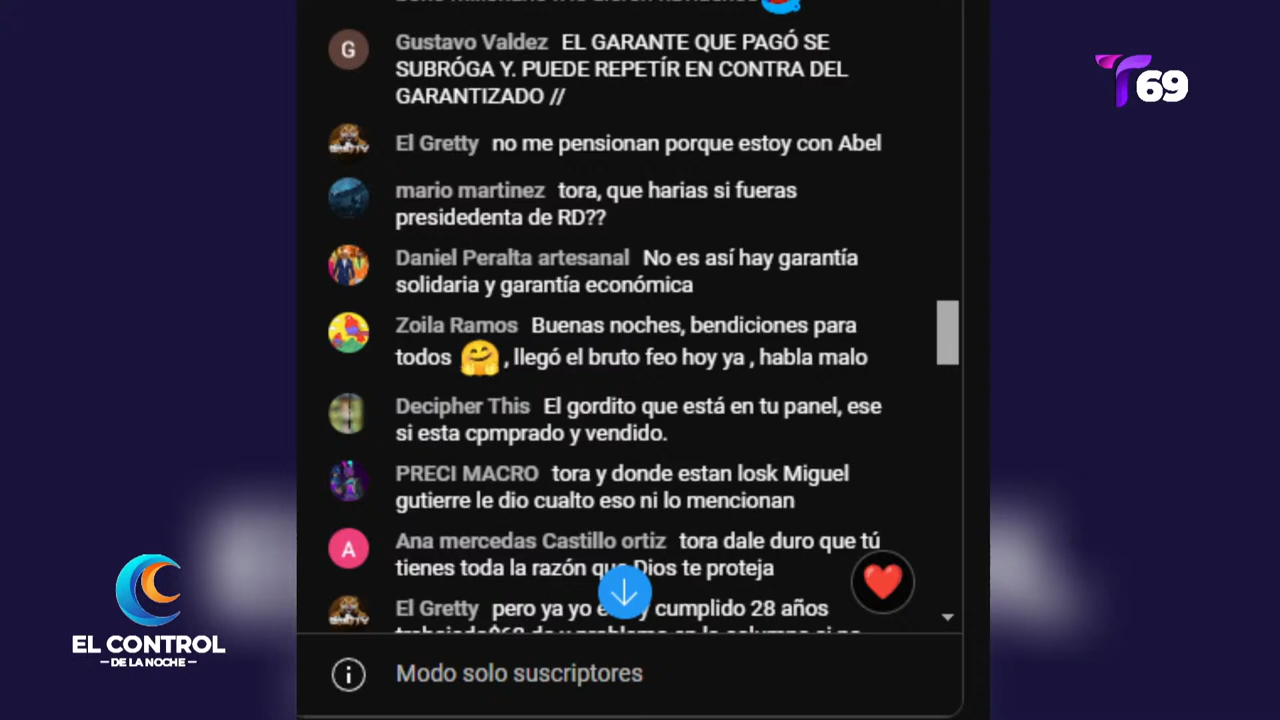 Gustavo Valdez EL GARANTE QUE PAGÓ SE
SUBRÓGA Y. PUEDE REPETÍR EN CONTRA DEL
GARANTIZADO //
El Gretty no me pensionan porque estoy con Abel
mario martinez tora, que harias si fueras
presidedenta de RD??
Daniel Peralta artesanal No es así hay garantía
solidaria y garantía económica
Zoila Ramos Buenas noches, bendiciones para
todos 🤗 , llegó el bruto feo hoy ya , habla malo
Decipher This El gordito que está en tu panel, ese
si esta cpmprado y vendido.
PRECI MACRO tora y donde estan losk Miguel
gutierre le dio cualto eso ni lo mencionan
Ana mercedas Castillo ortiz tora dale duro que tú
tienes toda la razón que Dios te proteja
El Gretty pero ya yo cumplido 28 años
Modo solo suscriptores
T69
EL CONTROL
DE LA NOCHE
G
A